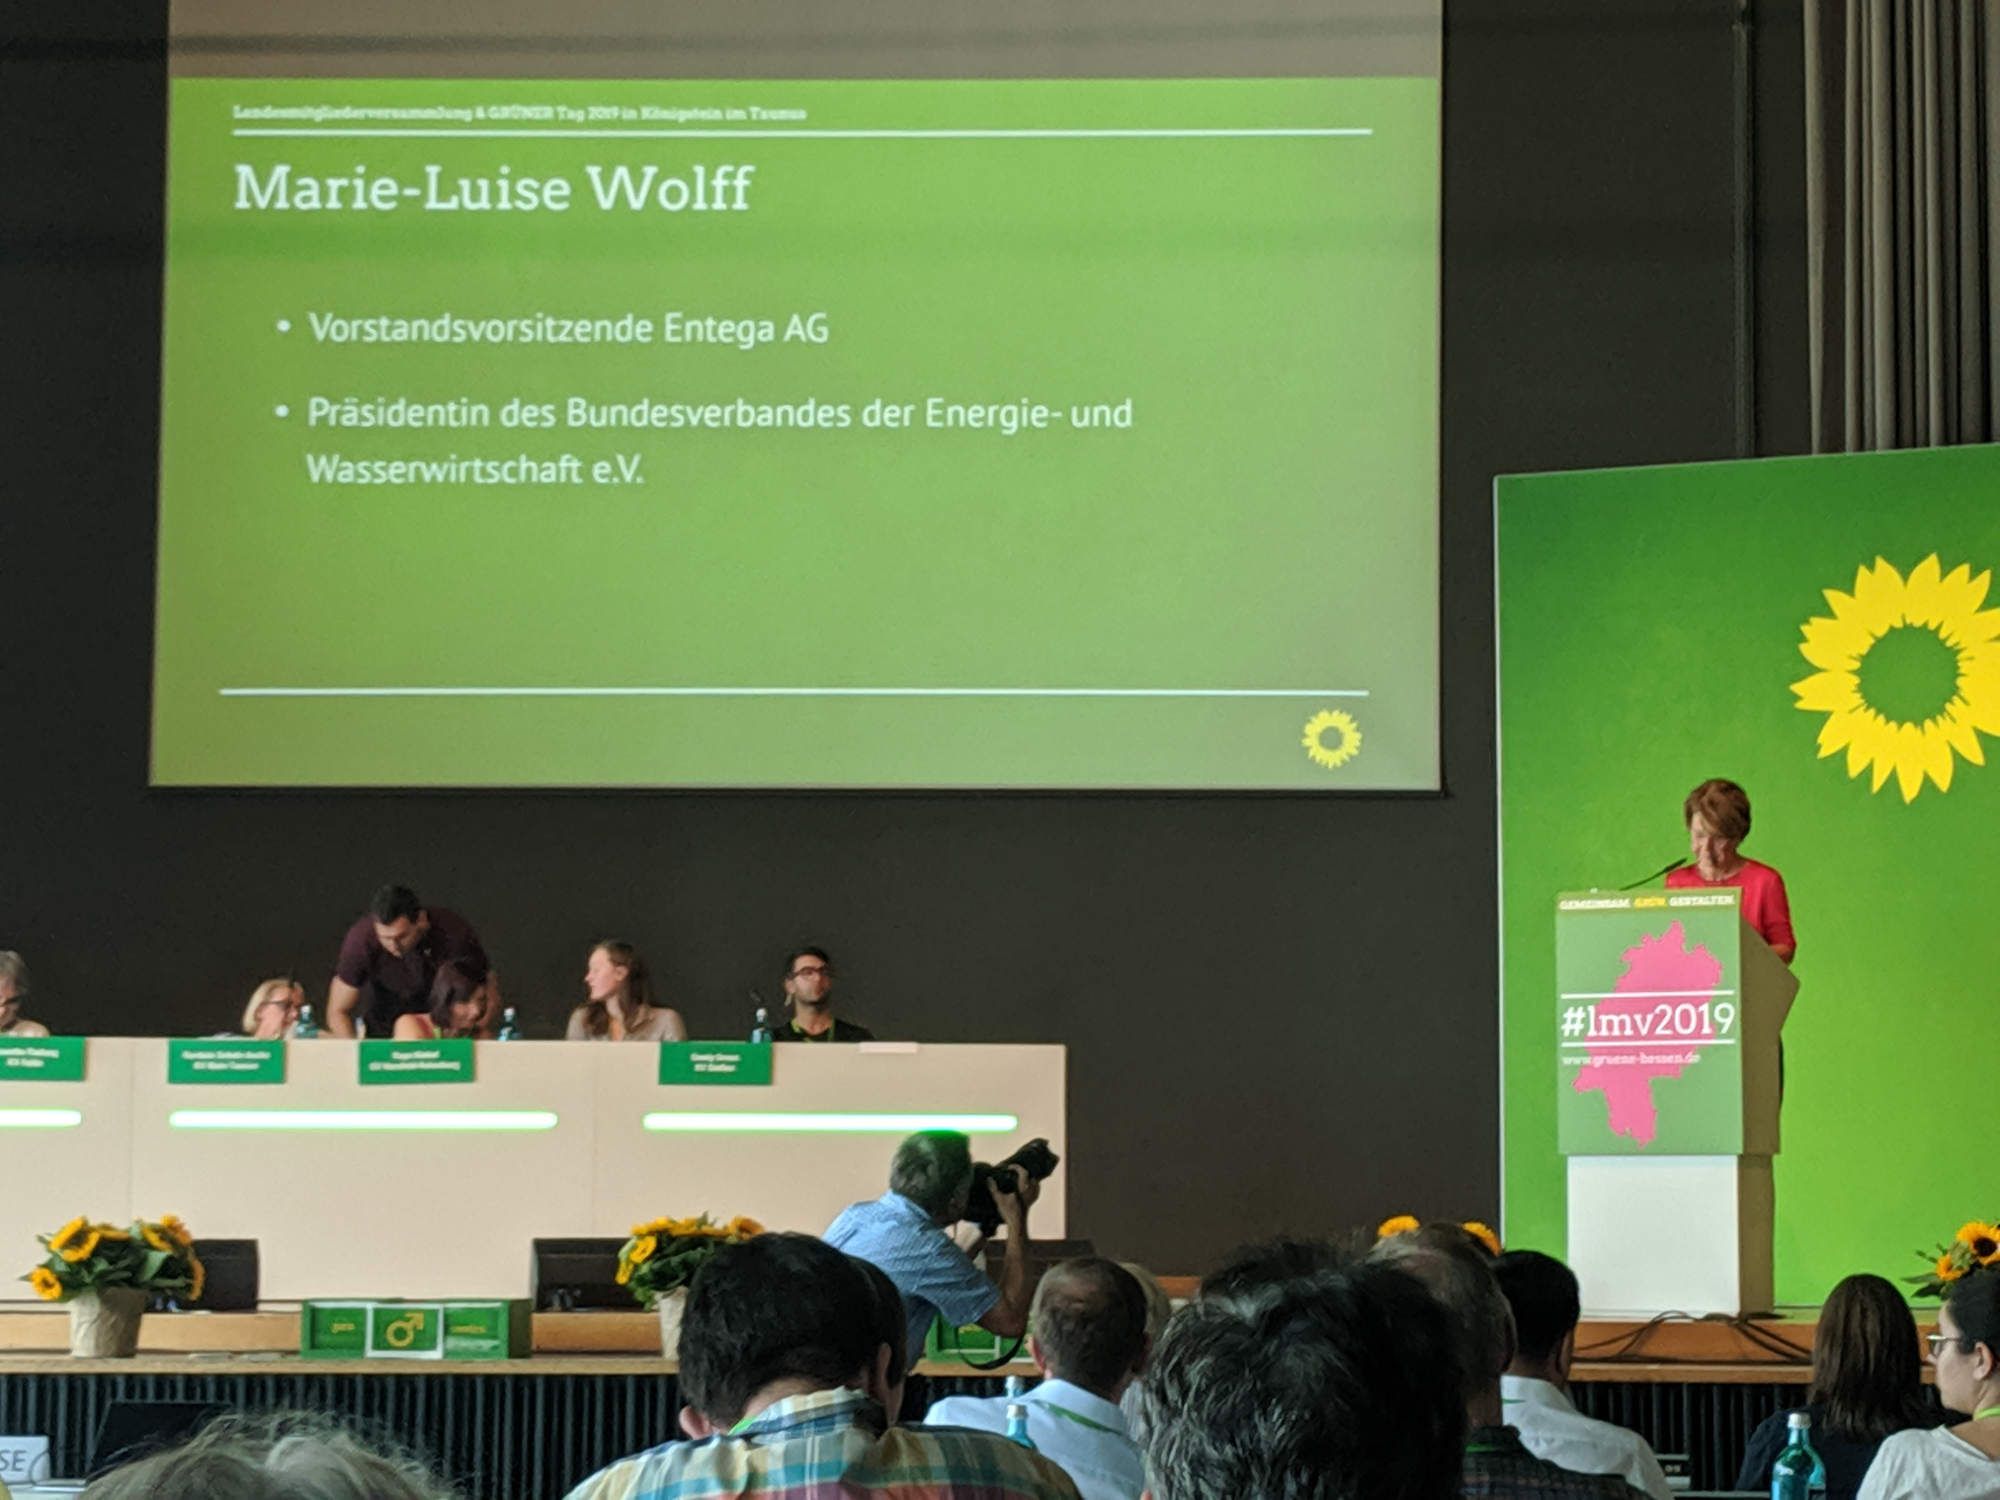 Landesmitgliederversammlung & GRÜNER Tag 2019 in Königstein im Taunus
Marie-Luise Wolff
• Vorstandsvorsitzende Entega AG
• Präsidentin des Bundesverbandes der Energie- und
Wasserwirtschaft e.V.
GEMEINSAM. GRÜN. GESTALTEN.
#lmv2019
www.gruene-hessen.de
SE